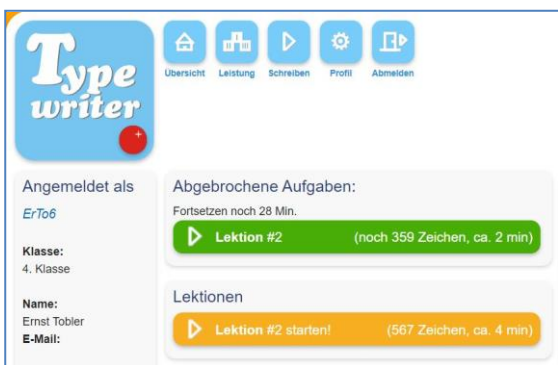 Type
writer
+
Übersicht
Leistung
Schreiben
Profil
Abmelden
Angemeldet als
ErTo6
Klasse:
4. Klasse
Name:
Ernst Tobler
E-Mail:
Abgebrochene Aufgaben:
Fortsetzen noch 28 Min.
Lektion #2 (noch 359 Zeichen, ca. 2 min)
Lektionen
Lektion #2 starten! (567 Zeichen, ca. 4 min)